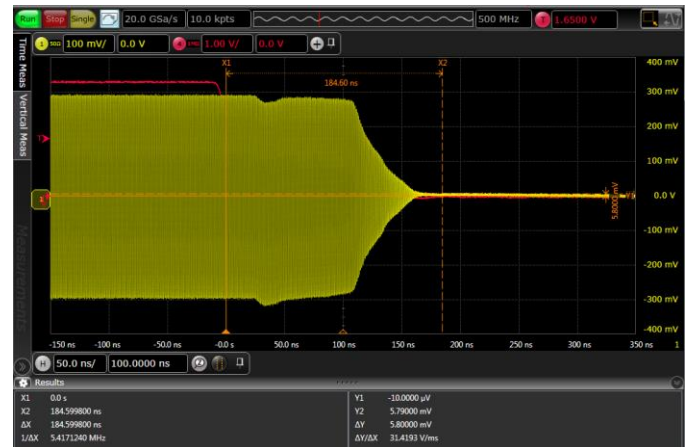 Run Stop Single 20.0 GSa/s 10.0 kpts 500 MHz T 1.6500 V
1 50Ω 100 mV/ 0.0 V 4 1.00 V/ 0.0 V
Time Meas
Vertical Meas
Measurements
X1 X2
184.60 ns
400 mV
300 mV
200 mV
100 mV
0.0 V
-100 mV
-200 mV
-300 mV
-400 mV
Y1
5.8000 mV
-150 ns -100 ns -50.0 ns -0.0 s 50.0 ns 100 ns 150 ns 200 ns 250 ns 300 ns 350 ns 1
H 50.0 ns/ 100.0000 ns
Results
X1 0.0 s Y1 -10.0000 µV
X2 184.599800 ns Y2 5.79000 mV
ΔX 184.599800 ns ΔY 5.80000 mV
1/ΔX 5.4171240 MHz ΔY/ΔX 31.4193 V/ms